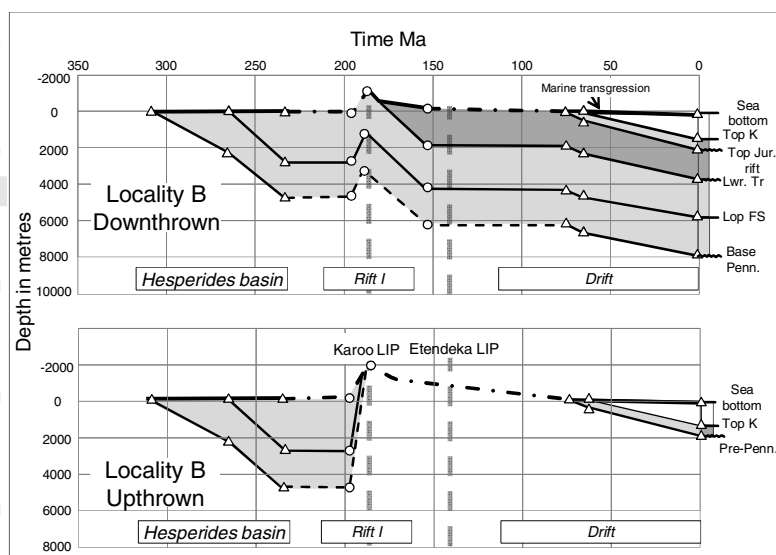 Time Ma
350 300 250 200 150 100 50 0
Depth in metres
-2000
0
2000
4000
6000
8000
10000
Marine transgression
Sea
bottom
Top K
Top Jur.
rift
Lwr. Tr
Lop FS
Base
Penn.
Locality B
Downthrown
Hesperides basin Rift I Drift
Karoo LIP Etendeka LIP
-2000
0
2000
4000
6000
8000
Sea
bottom
Top K
Pre-Penn.
Locality B
Upthrown
Hesperides basin Rift I Drift